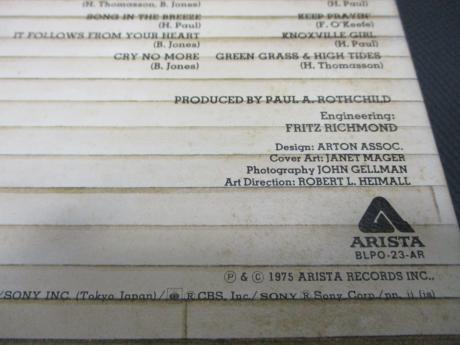 (H. Thomasson, B. Jones)
(H. Paul)
SONG IN THE BREEZE
KEEP PRAYIN'
(H. Paul)
(F. O'Keefe)
IT FOLLOWS FROM YOUR HEART
KNOXVILLE GIRL
(B. Jones)
(H. Paul)
CRY NO MORE
GREEN GRASS & HIGH TIDES
(B. Jones)
(H. Thomasson)
PRODUCED BY PAUL A. ROTHCHILD
Engineering:
FRITZ RICHMOND
Design: ARTON ASSOC.
Cover Art: JANET MAGER
Photography JOHN GELLMAN
Art Direction: ROBERT L. HEIMALL
ARISTA
BLPO-23-AR
℗ & © 1975 ARISTA RECORDS INC..
/SONY INC. (Tokyo Japan)/ ® CBS, Inc/ SONY ® Sony Corp/